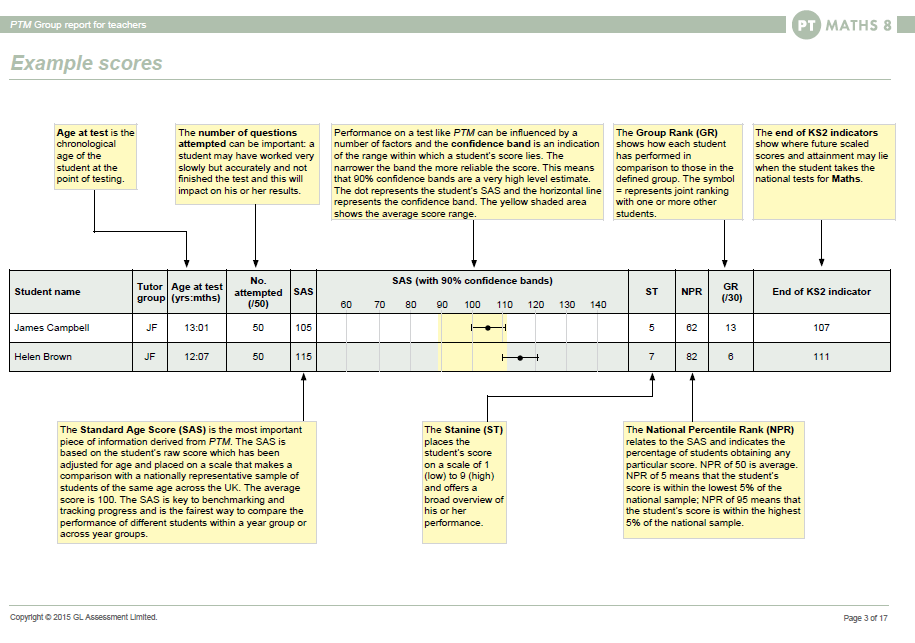 PTM Group report for teachers
PT MATHS 8
Example scores
Age at test is the
chronological
age of the
student at the
point of testing.
The number of questions
attempted can be important: a
student may have worked very
slowly but accurately and not
finished the test and this will
impact on his or her results.
Performance on a test like PTM can be influenced by a
number of factors and the confidence band is an indication
of the range within which a student's score lies. The
narrower the band the more reliable the score. This means
that 90% confidence bands are a very high level estimate.
The dot represents the student's SAS and the horizontal line
represents the confidence band. The yellow shaded area
shows the average score range.
The Group Rank (GR)
shows how each student
has performed in
comparison to those in the
defined group. The symbol
= represents joint ranking
with one or more other
students.
The end of KS2 indicators
show where future scaled
scores and attainment may lie
when the student takes the
national tests for Maths.
Student name
Tutor
group
Age at test
(yrs:mths)
No.
attempted
(/50)
SAS
SAS (with 90% confidence bands)
60 70 80 90 100 110 120 130 140
ST
NPR
GR
(/30)
End of KS2 indicator
James Campbell JF 13:01 50 105 5 62 13 107
Helen Brown JF 12:07 50 115 7 82 6 111
The Standard Age Score (SAS) is the most important
piece of information derived from PTM. The SAS is
based on the student's raw score which has been
adjusted for age and placed on a scale that makes a
comparison with a nationally representative sample of
students of the same age across the UK. The average
score is 100. The SAS is key to benchmarking and
tracking progress and is the fairest way to compare the
performance of different students within a year group or
across year groups.
The Stanine (ST)
places the
student's score
on a scale of 1
(low) to 9 (high)
and offers a
broad overview of
his or her
performance.
The National Percentile Rank (NPR)
relates to the SAS and indicates the
percentage of students obtaining any
particular score. NPR of 50 is average.
NPR of 5 means that the student's
score is within the lowest 5% of the
national sample; NPR of 95 means that
the student's score is within the highest
5% of the national sample.
Copyright © 2015 GL Assessment Limited.
Page 3 of 17